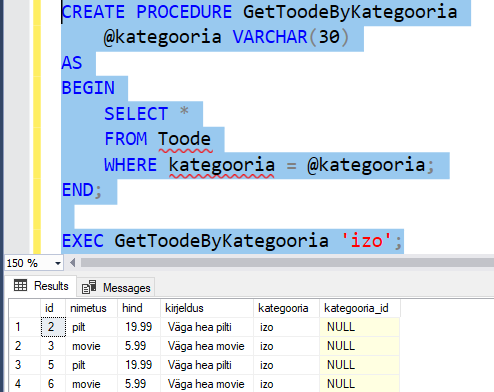 CREATE PROCEDURE GetToodeByKategooria
@kategooria VARCHAR(30)
AS
BEGIN
SELECT *
FROM Toode
WHERE kategooria = @kategooria;
END;
EXEC GetToodeByKategooria 'izo';
150 %
Results Messages
id nimetus hind kirjeldus kategooria kategooria_id
1 2 pilt 19.99 Väga hea pilti izo NULL
2 3 movie 5.99 Väga hea movie izo NULL
3 5 pilt 19.99 Väga hea pilti izo NULL
4 6 movie 5.99 Väga hea movie izo NULL